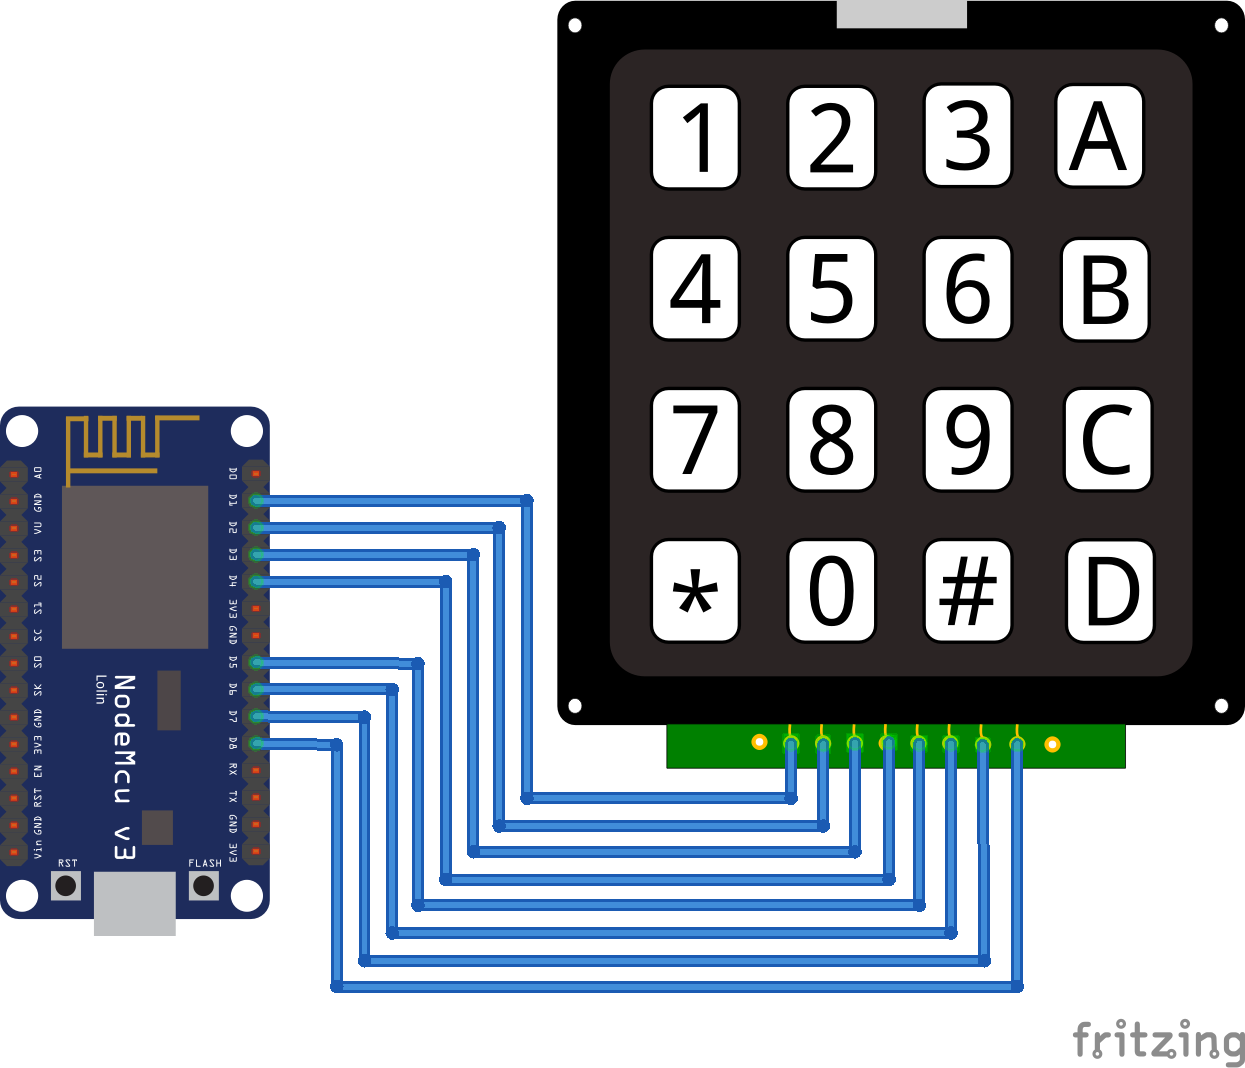 1 2 3 A
4 5 6 B
7 8 9 C
* 0 # D
A0
GND
VU
S3
S2
S1
SC
S0
SK
GND
3V3
EN
RST
GND
Vin
D0
D1
D2
D3
D4
3V3
GND
D5
D6
D7
D8
RX
TX
GND
3V3
Lolin
NodeMcu v3
RST
FLASH
fritzing